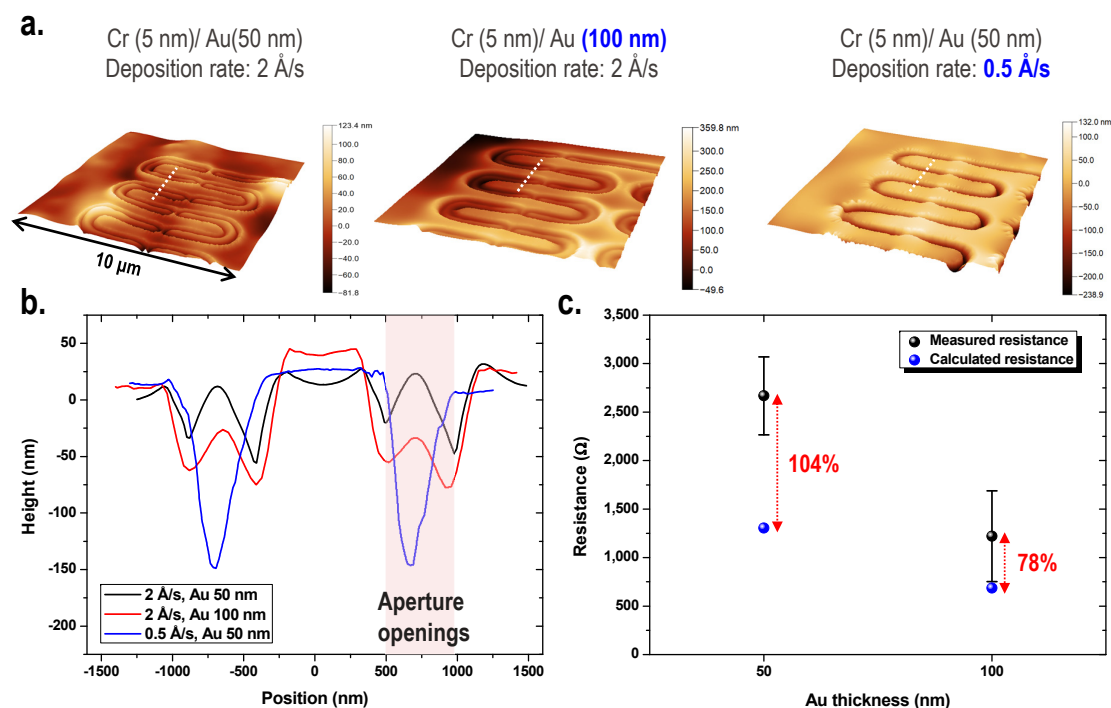 a.
Cr (5 nm)/ Au(50 nm)
Deposition rate: 2 Å/s
Cr (5 nm)/ Au (100 nm)
Deposition rate: 2 Å/s
Cr (5 nm)/ Au (50 nm)
Deposition rate: 0.5 Å/s
123.4 nm
100.0
80.0
60.0
40.0
20.0
0.0
−20.0
−40.0
−60.0
−81.8
359.8 nm
300.0
250.0
200.0
150.0
100.0
50.0
0.0
−49.6
132.0 nm
50.0
0.0
−50.0
−100.0
−150.0
−200.0
−238.9
10 µm
b.
50
0
-50
-100
-150
-200
Height (nm)
2 Å/s, Au 50 nm
2 Å/s, Au 100 nm
0.5 Å/s, Au 50 nm
Aperture
openings
-1500
-1000
-500
0
500
1000
1500
Position (nm)
c.
3,500
3,000
2,500
2,000
1,500
1,000
500
0
Resistance (Ω)
Measured resistance
Calculated resistance
104%
78%
50
100
Au thickness (nm)